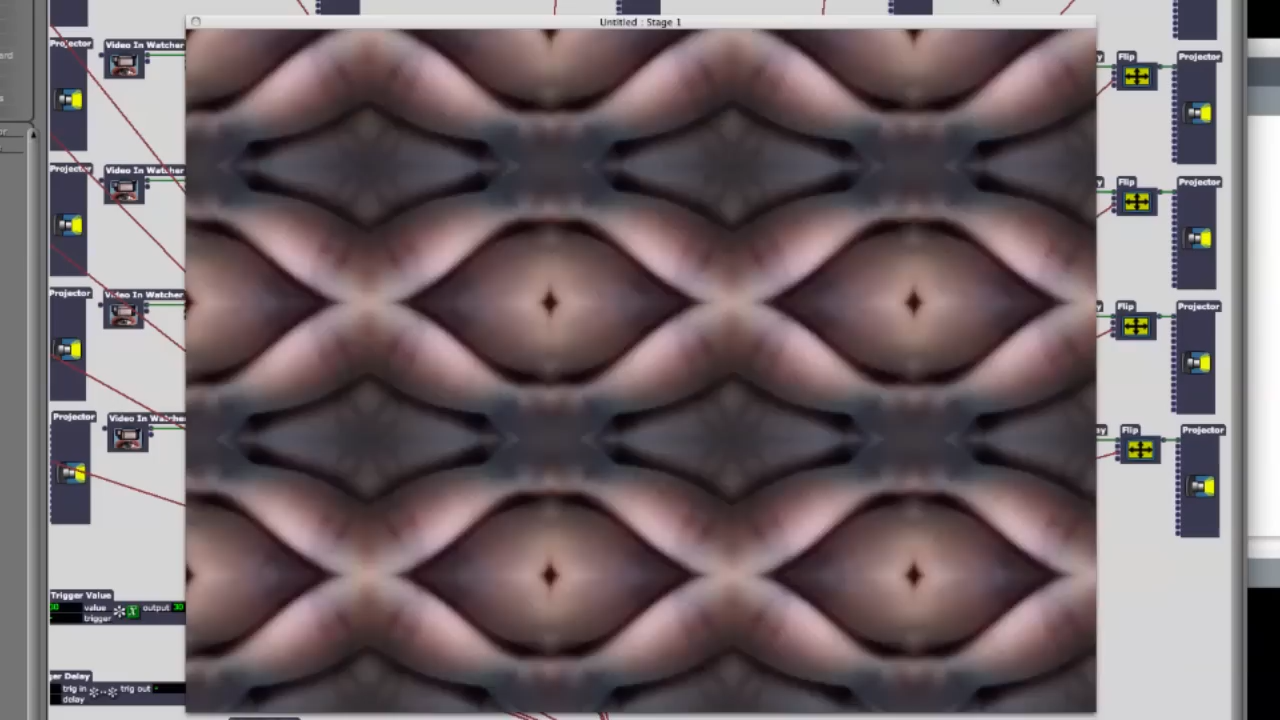 Untitled : Stage 1
Projector
Video In Watcher
Flip
Projector
Projector
Video In Watcher
Flip
Projector
Projector
Video In Watcher
Flip
Projector
Projector
Video In Watcher
Flip
Projector
Trigger Value
value
output 30
trigger
ger Delay
trig in
trig out -
delay